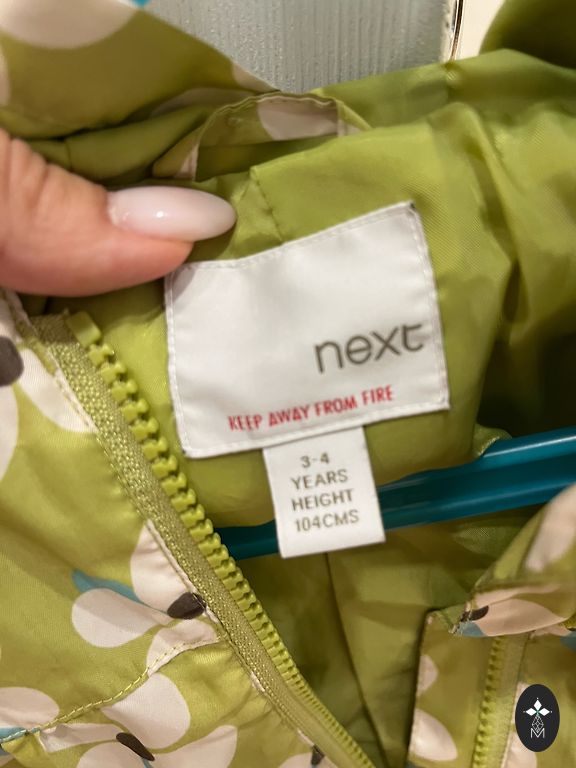 next
KEEP AWAY FROM FIRE
3-4
YEARS
HEIGHT
104CMS